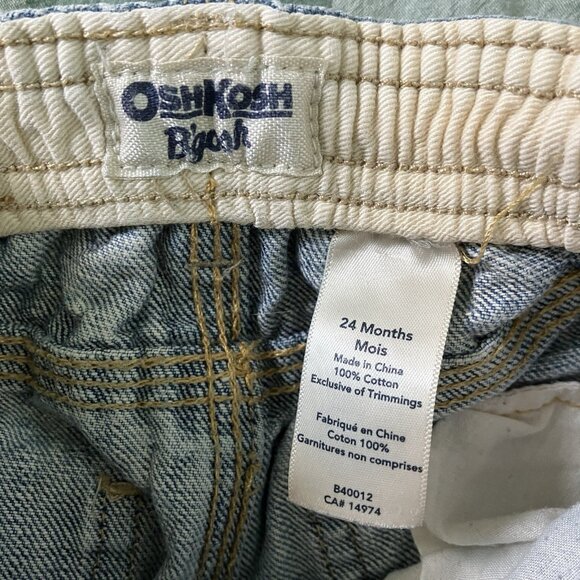 OSHKOSH
B'gosh
24 Months
Mois
Made in China
100% Cotton
Exclusive of Trimmings
Fabriqué en Chine
Coton 100%
Garnitures non comprises
B40012
CA# 14974